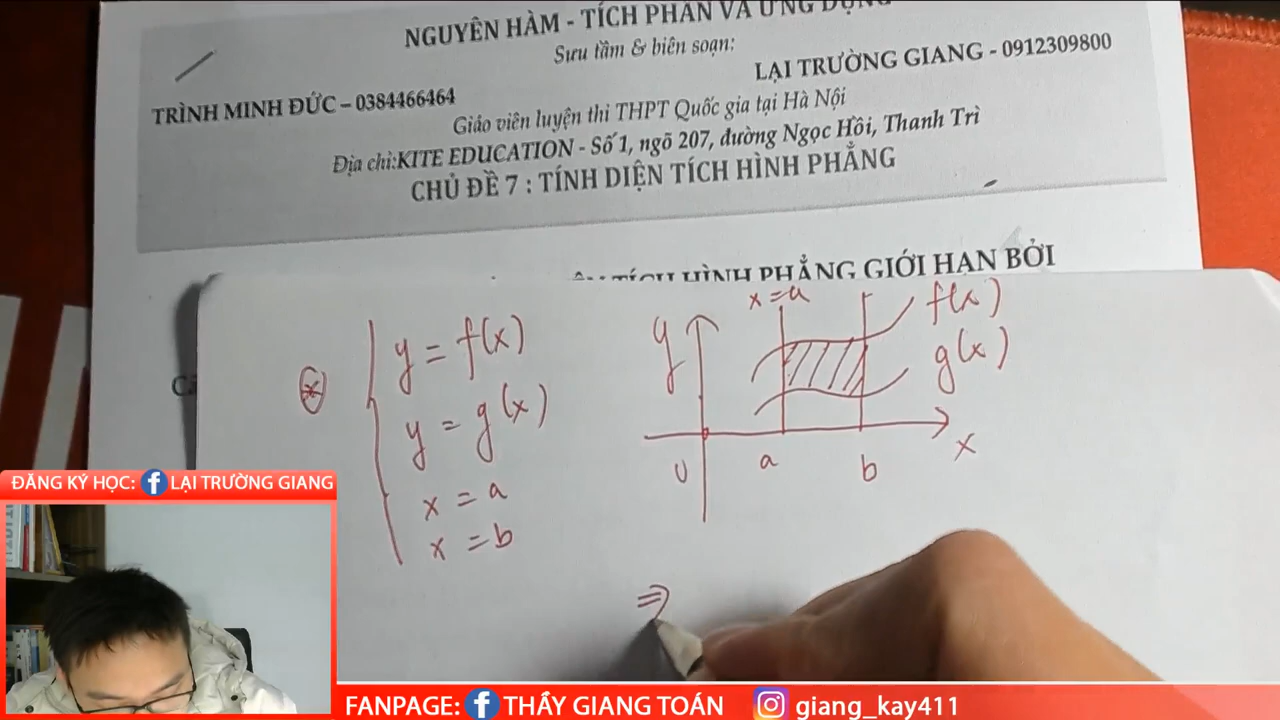 NGUYÊN HÀM - TÍCH PHÂN VÀ ỨNG DỤNG
Sưu tầm & biên soạn:
LẠI TRƯỜNG GIANG - 0912309800
TRÌNH MINH ĐỨC – 0384466464
Giáo viên luyện thi THPT Quốc gia tại Hà Nội
Địa chỉ:KITE EDUCATION - Số 1, ngõ 207, đường Ngọc Hồi, Thanh Trì
CHỦ ĐỀ 7 : TÍNH DIỆN TÍCH HÌNH PHẲNG
TÍCH HÌNH PHẲNG GIỚI HẠN BỞI
y = f(x)
y = g(x)
x = a
x = b
x = a
f(x)
g(x)
y
x
0
a
b
⇒
ĐĂNG KÝ HỌC: f LẠI TRƯỜNG GIANG
FANPAGE: f THẦY GIANG TOÁN giang_kay411